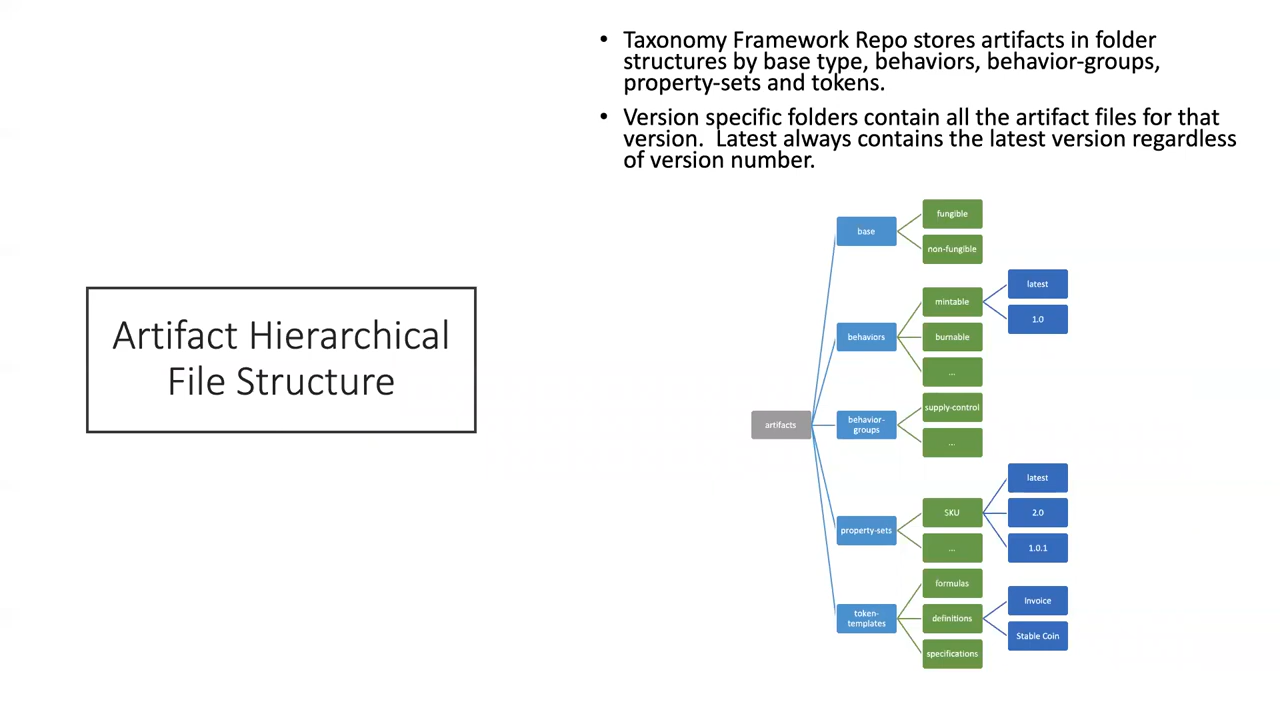 • Taxonomy Framework Repo stores artifacts in folder
structures by base type, behaviors, behavior-groups,
property-sets and tokens.
• Version specific folders contain all the artifact files for that
version.  Latest always contains the latest version regardless
of version number.
Artifact Hierarchical
File Structure
artifacts
base
fungible
non-fungible
behaviors
mintable
latest
1.0
burnable
...
behavior-
groups
supply-control
...
property-sets
SKU
latest
2.0
1.0.1
...
token-
templates
formulas
definitions
Invoice
Stable Coin
specifications